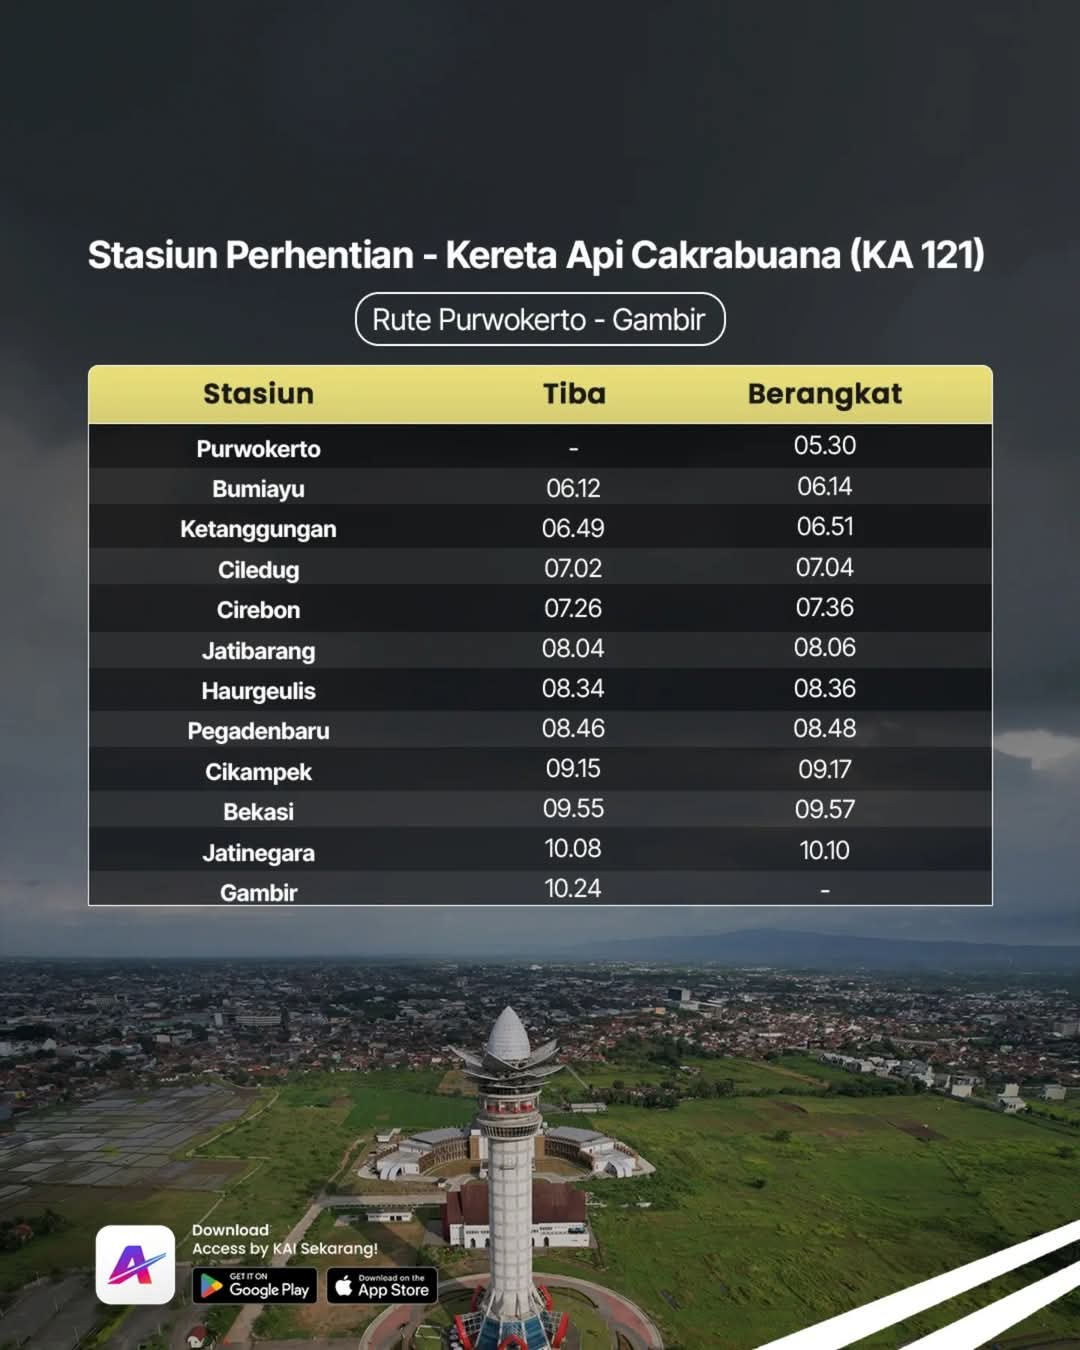 Stasiun Perhentian - Kereta Api Cakrabuana (KA 121)
Rute Purwokerto - Gambir
Stasiun Tiba Berangkat
Purwokerto - 05.30
Bumiayu 06.12 06.14
Ketanggungan 06.49 06.51
Ciledug 07.02 07.04
Cirebon 07.26 07.36
Jatibarang 08.04 08.06
Haurgeulis 08.34 08.36
Pegadenbaru 08.46 08.48
Cikampek 09.15 09.17
Bekasi 09.55 09.57
Jatinegara 10.08 10.10
Gambir 10.24 -
Download
Access by KAI Sekarang!
GET IT ON
Google Play
Download on the
App Store